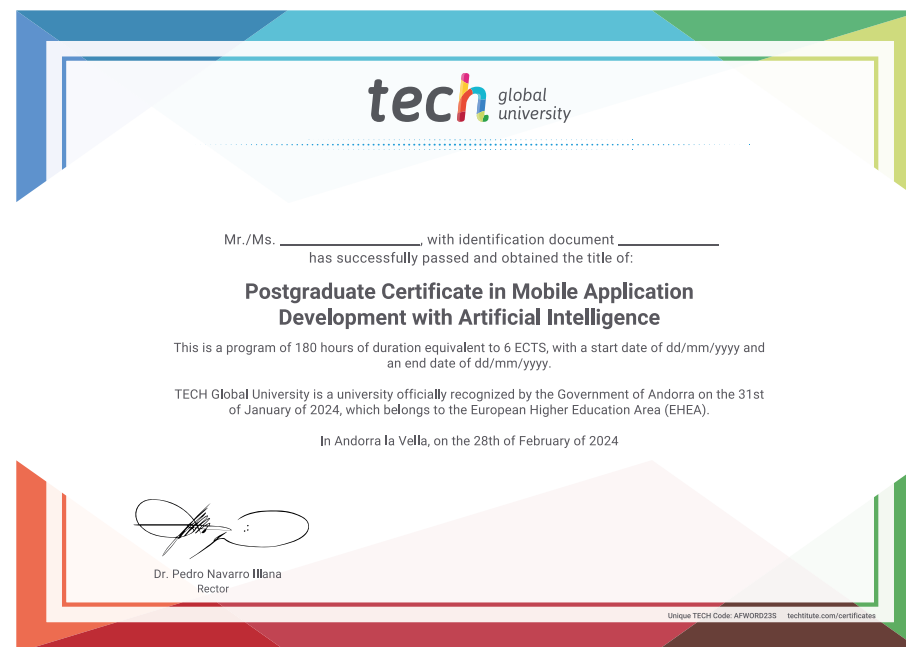 tech global university
Mr./Ms. ____________, with identification document ____________
has successfully passed and obtained the title of:
Postgraduate Certificate in Mobile Application
Development with Artificial Intelligence
This is a program of 180 hours of duration equivalent to 6 ECTS, with a start date of dd/mm/yyyy and
an end date of dd/mm/yyyy.
TECH Global University is a university officially recognized by the Government of Andorra on the 31st
of January of 2024, which belongs to the European Higher Education Area (EHEA).
In Andorra la Vella, on the 28th of February of 2024
Dr. Pedro Navarro Illana
Rector
Unique TECH Code: AFWORD23S techtitute.com/certificates